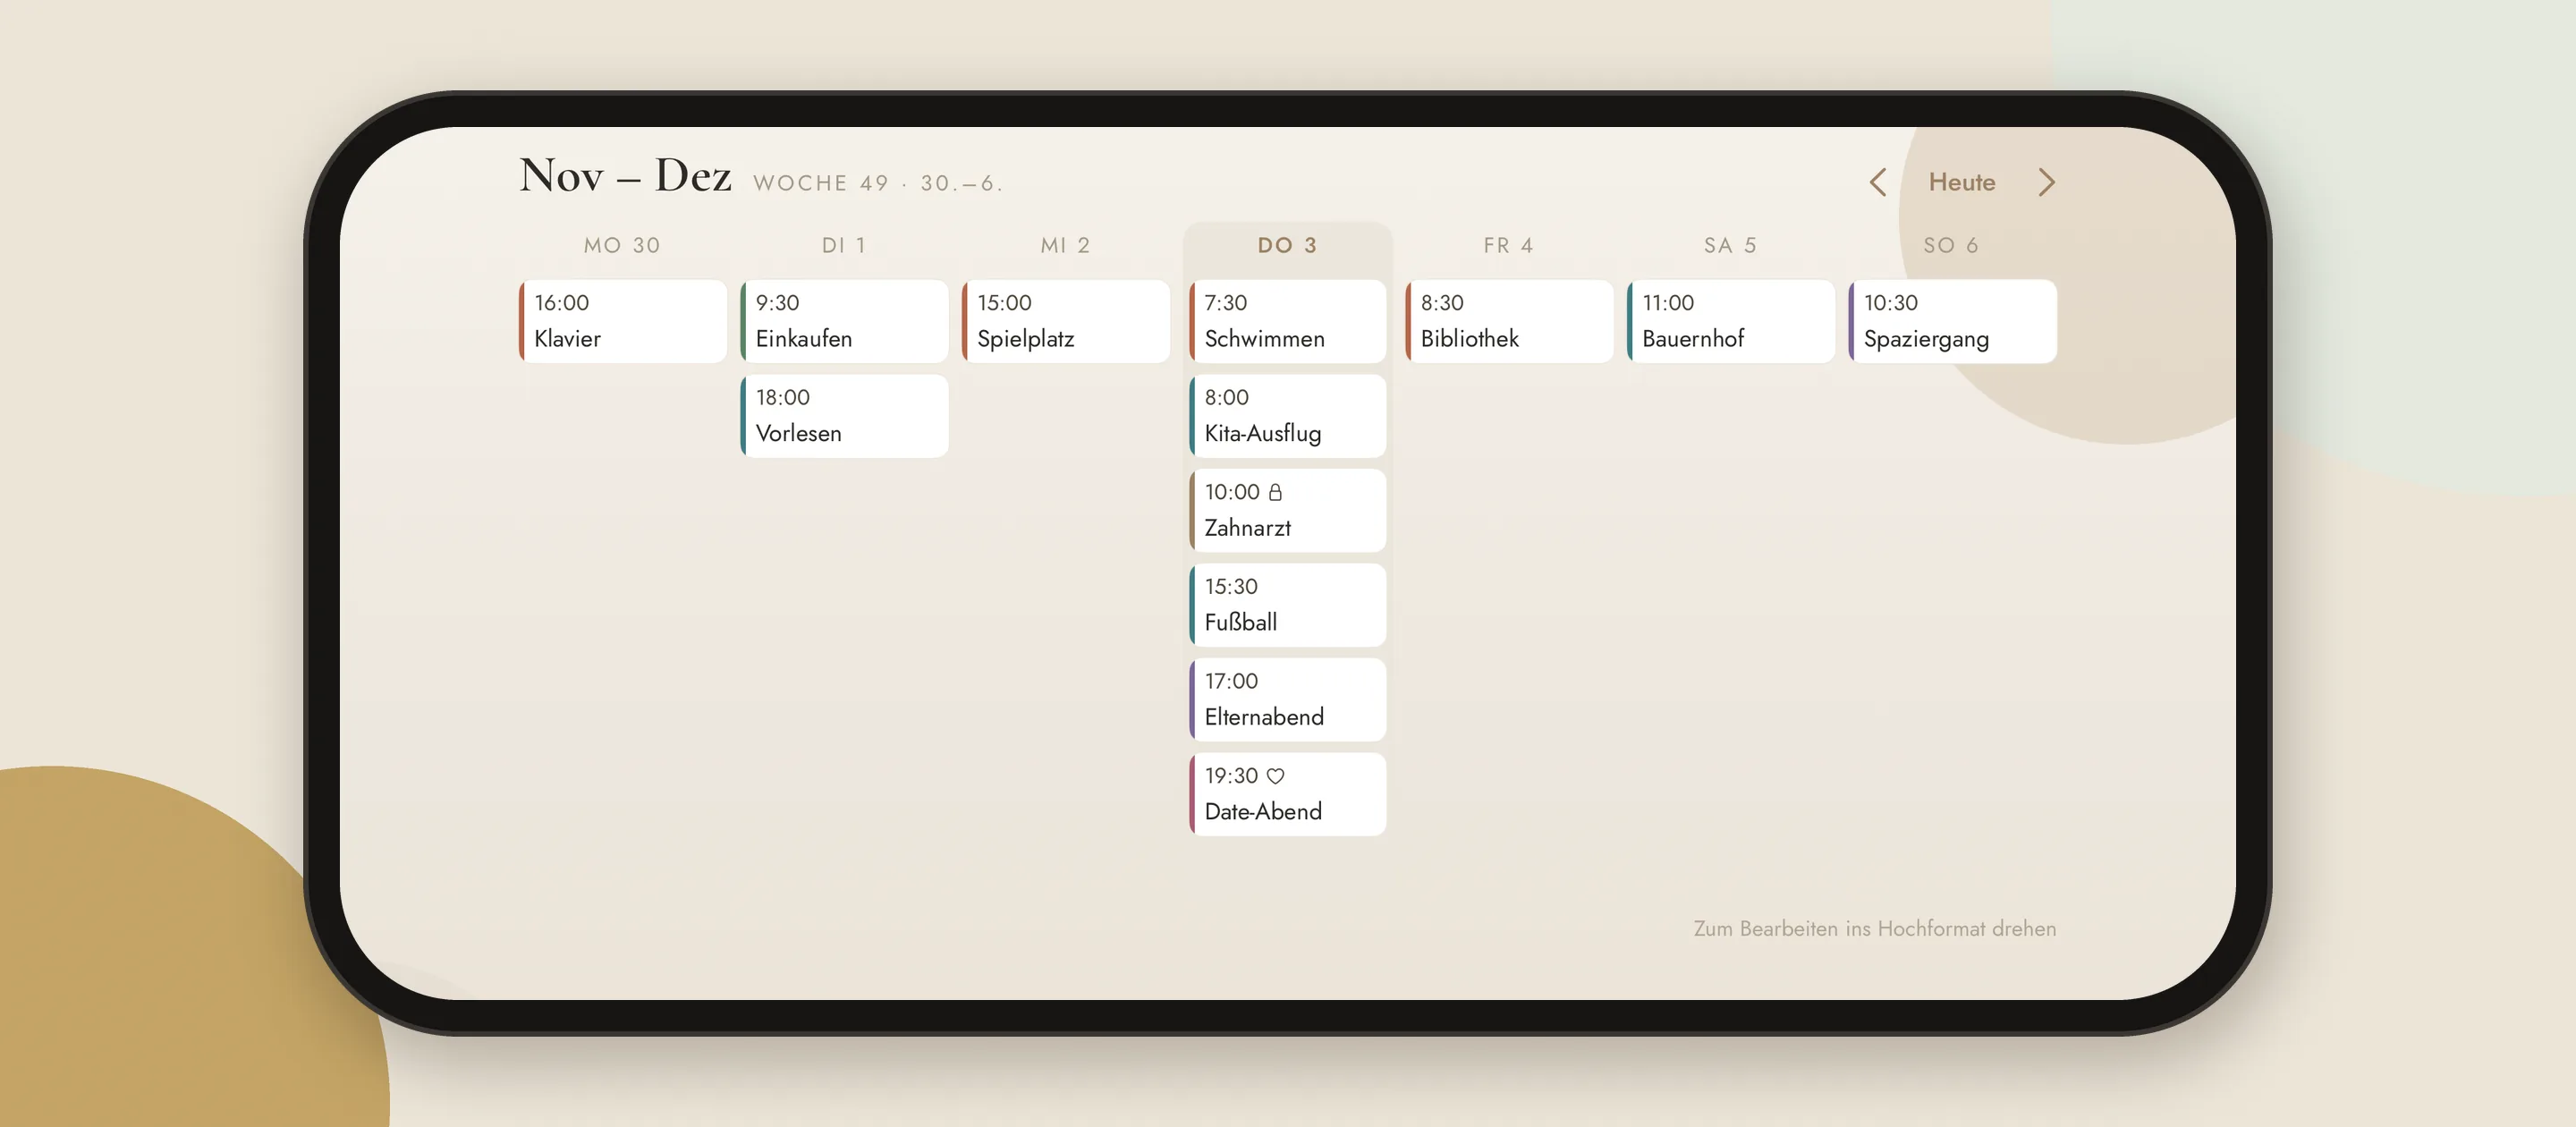 Nov – Dez WOCHE 49 · 30.–6.
Heute
MO 30
DI 1
MI 2
DO 3
FR 4
SA 5
SO 6
16:00
Klavier
9:30
Einkaufen
18:00
Vorlesen
15:00
Spielplatz
7:30
Schwimmen
8:00
Kita-Ausflug
10:00
Zahnarzt
15:30
Fußball
17:00
Elternabend
19:30
Date-Abend
8:30
Bibliothek
11:00
Bauernhof
10:30
Spaziergang
Zum Bearbeiten ins Hochformat drehen